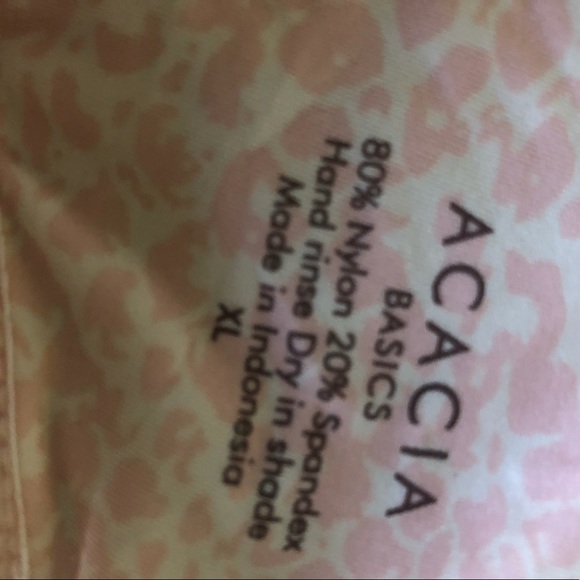 ACACIA
BASICS
80% Nylon 20% Spandex
Hand rinse Dry in shade
Made in Indonesia
XL